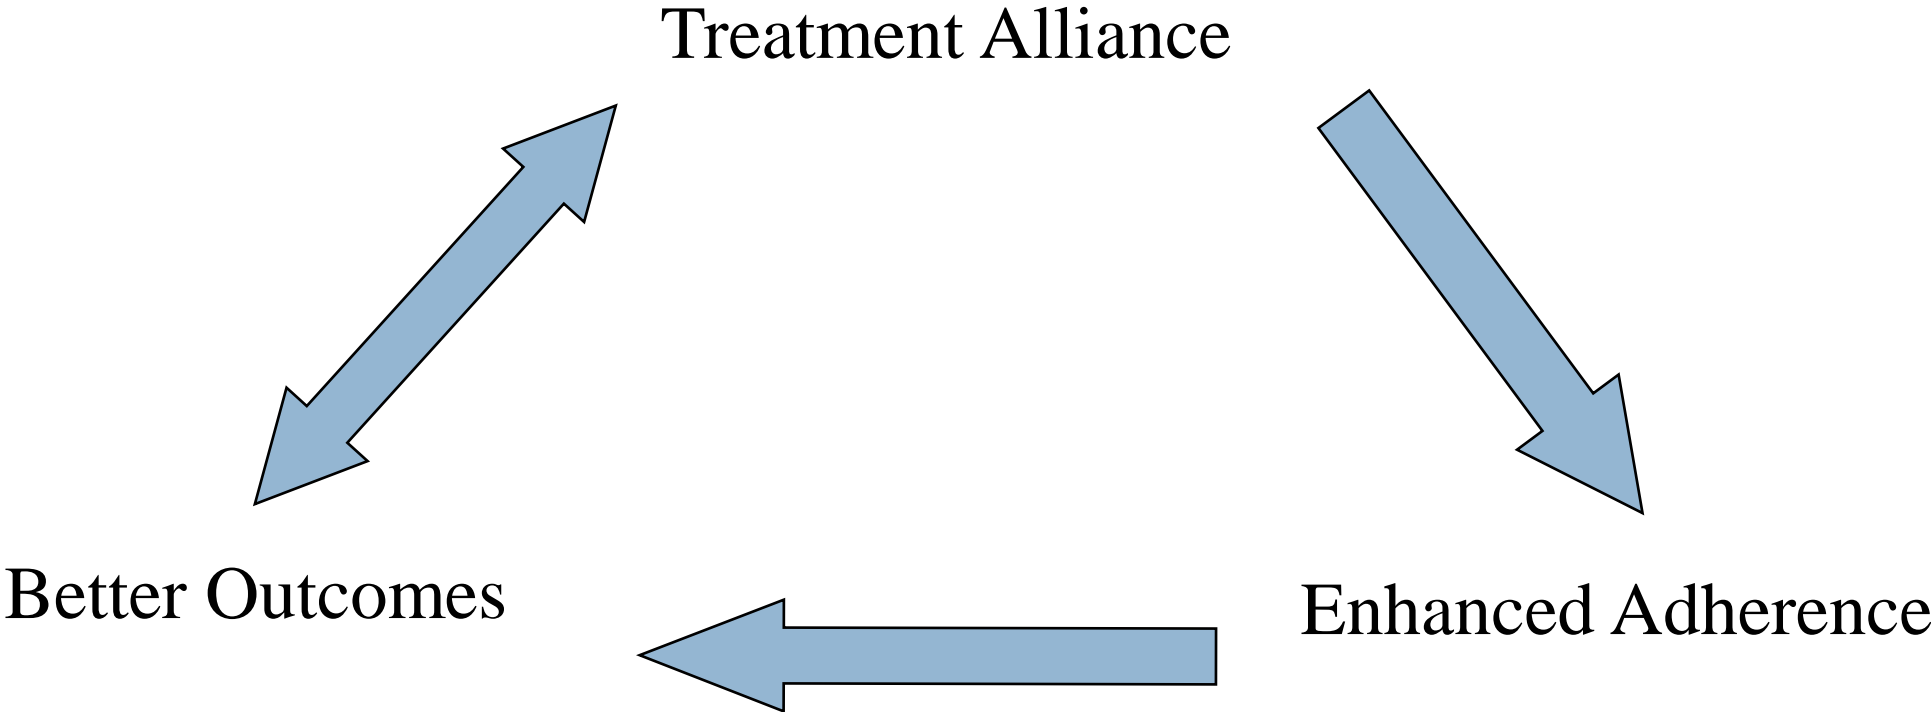 Treatment Alliance
Better Outcomes
Enhanced Adherence